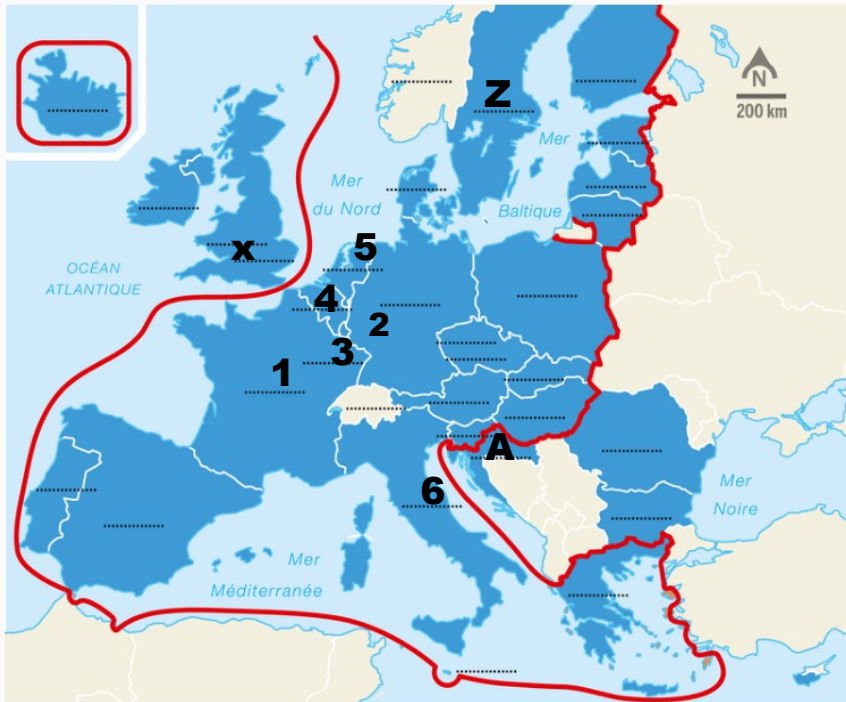 Z
N
200 km
Mer
Mer
du Nord
Baltique
X
5
OCÉAN
ATLANTIQUE
4
2
3
1
A
6
Mer
Noire
Mer
Méditerranée